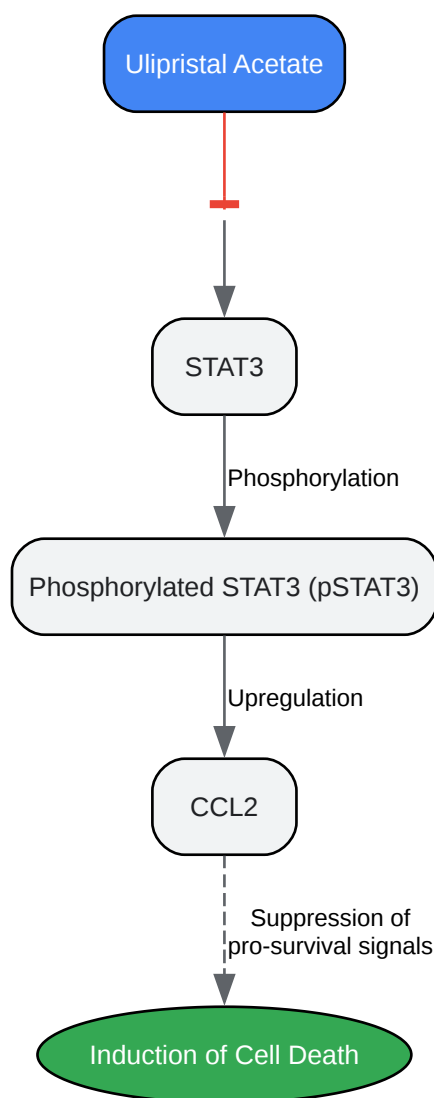 Ulipristal Acetate
STAT3
Phosphorylation
Phosphorylated STAT3 (pSTAT3)
Upregulation
CCL2
Suppression of
pro-survival signals
Induction of Cell Death